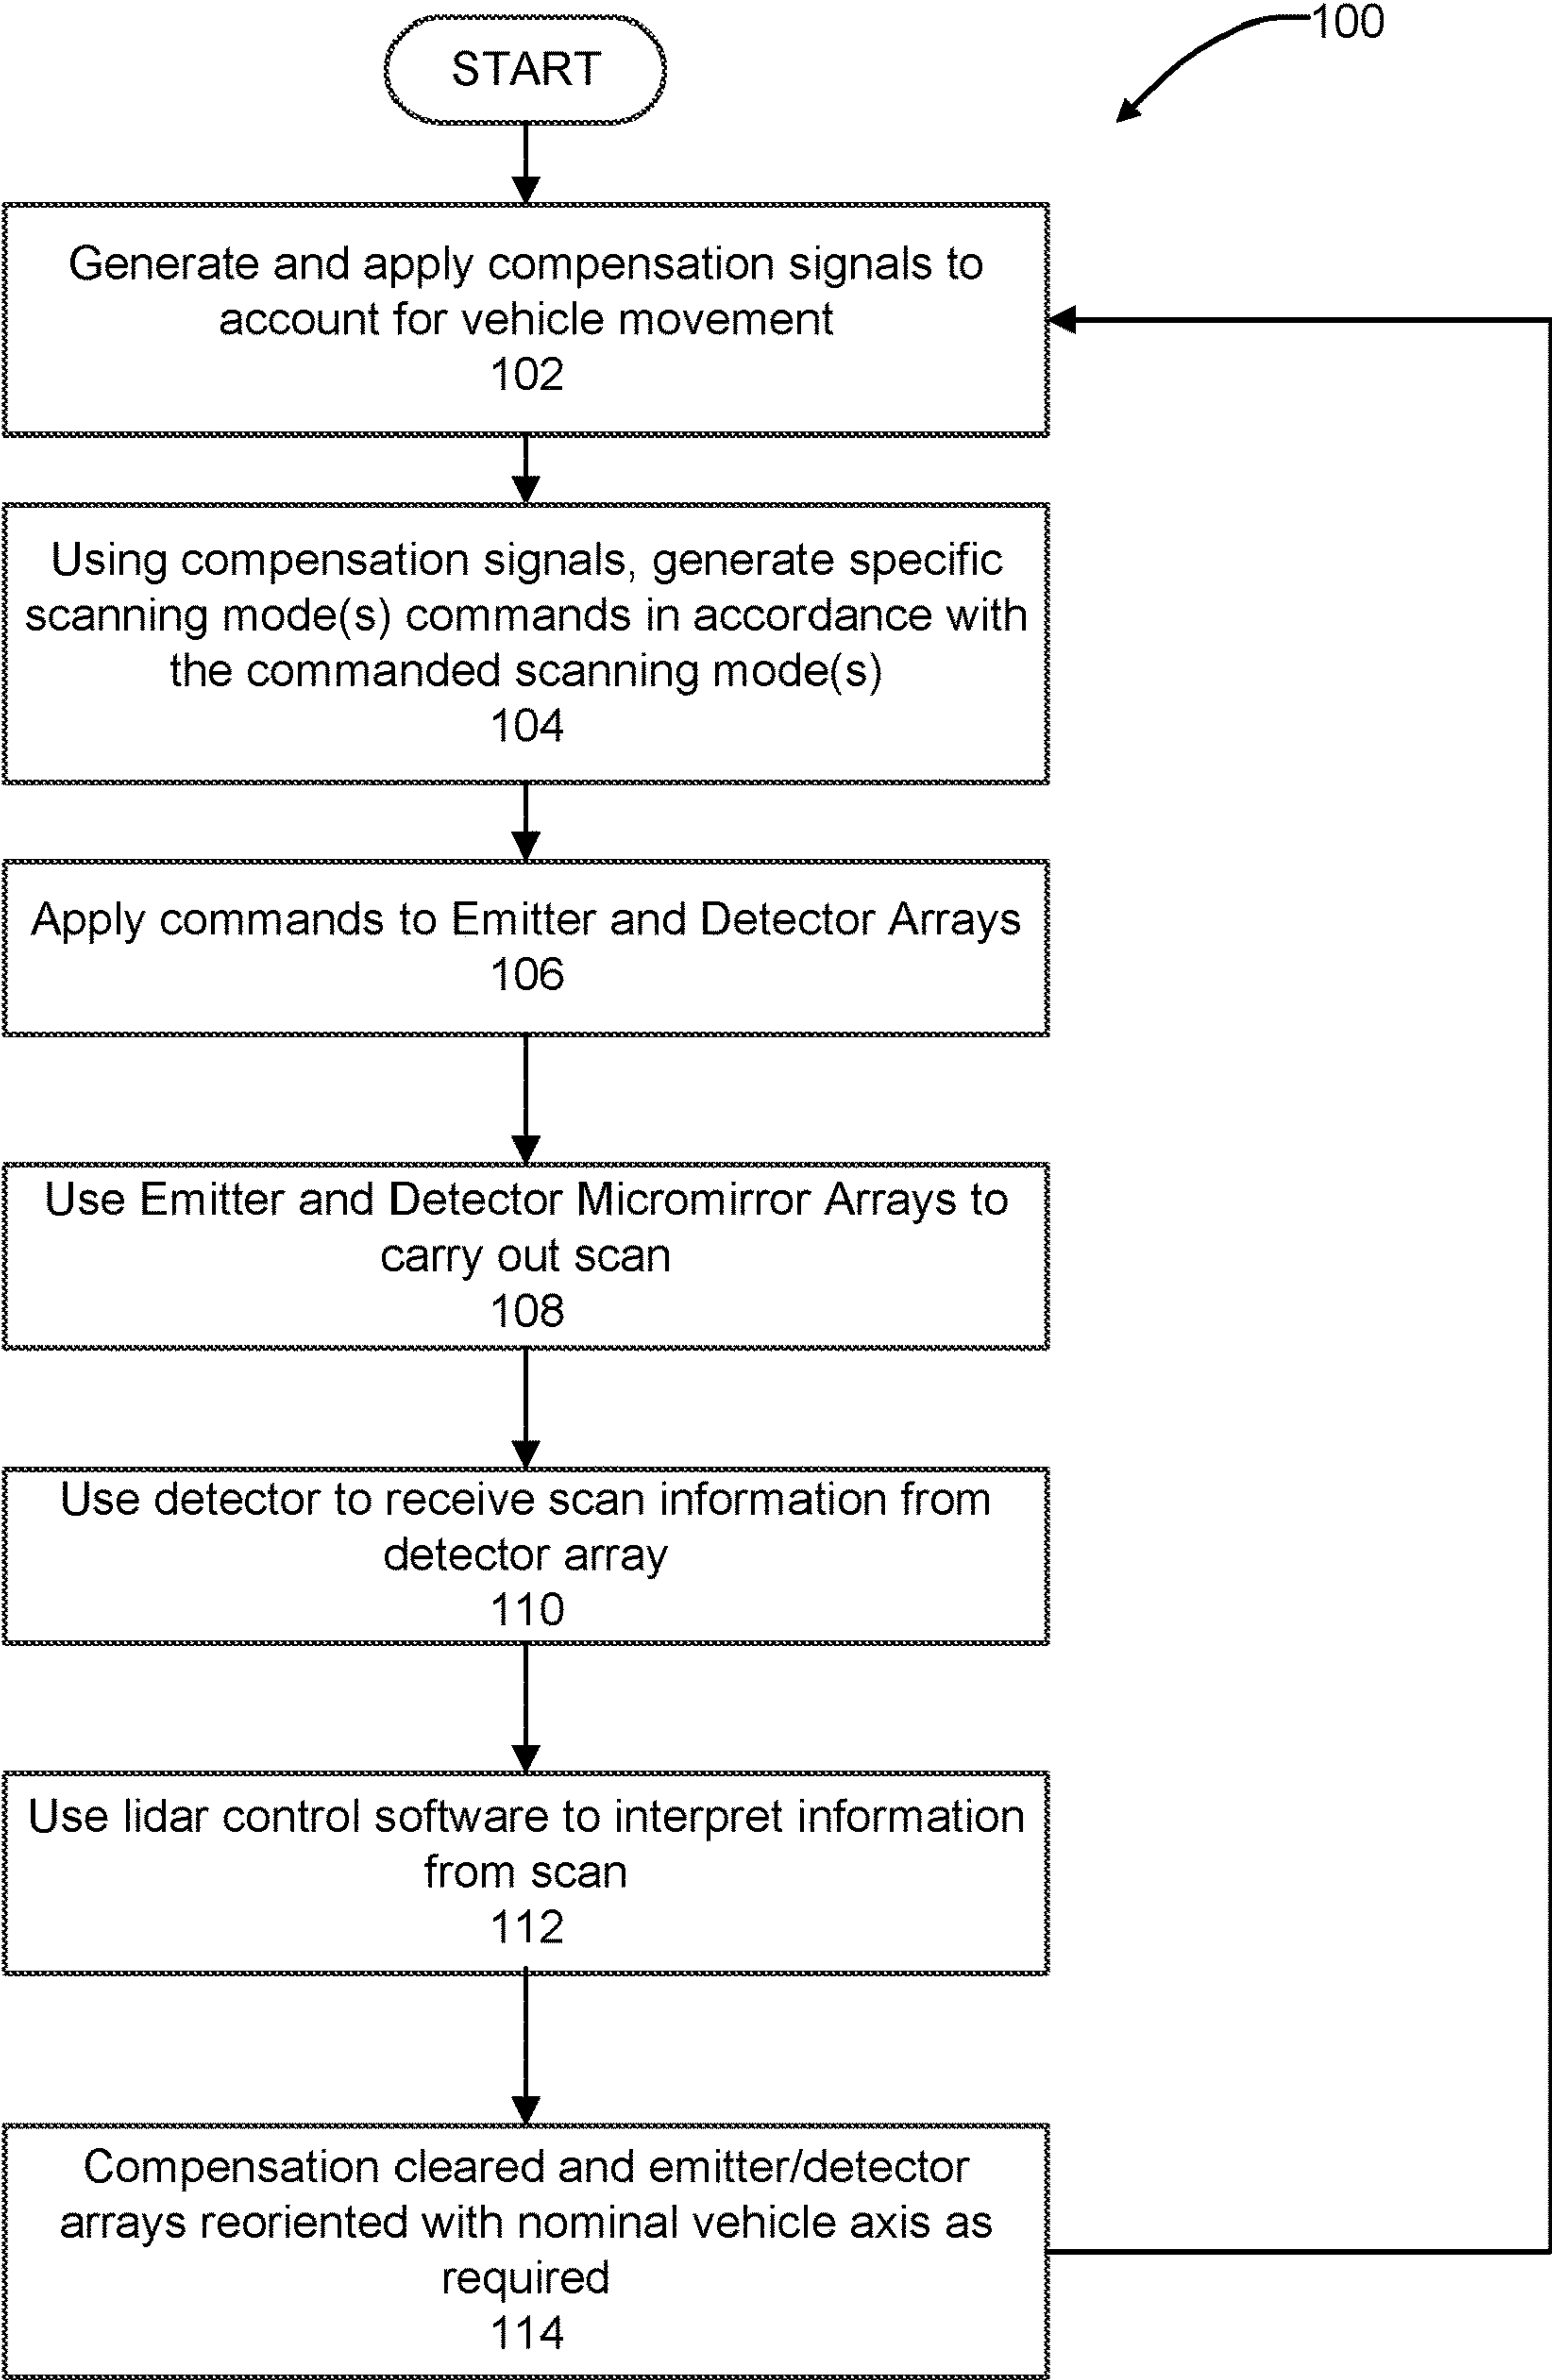 100
START
Generate and apply compensation signals to
account for vehicle movement
102
Using compensation signals, generate specific
scanning mode(s) commands in accordance with
the commanded scanning mode(s)
104
Apply commands to Emitter and Detector Arrays
106
Use Emitter and Detector Micromirror Arrays to
carry out scan
108
Use detector to receive scan information from
detector array
110
Use lidar control software to interpret information
from scan
112
Compensation cleared and emitter/detector
arrays reoriented with nominal vehicle axis as
required
114